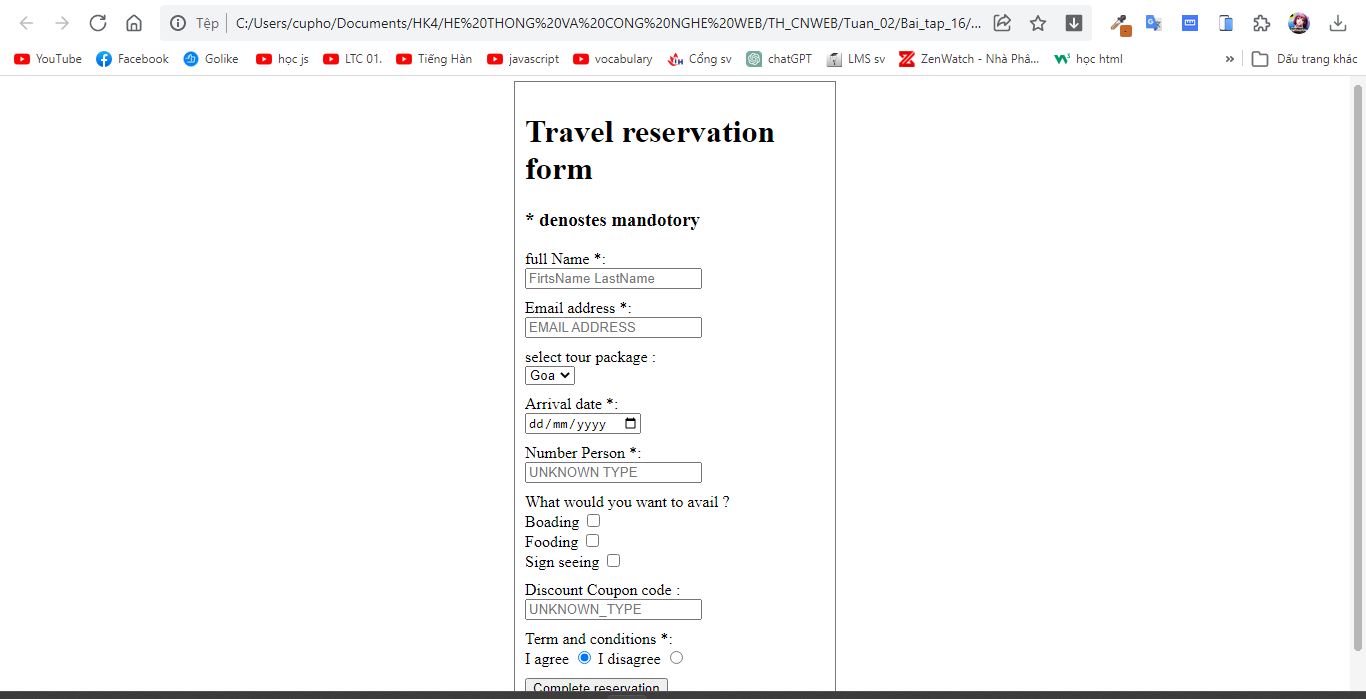 Tệp C:/Users/cupho/Documents/HK4/HE%20THONG%20VA%20CONG%20NGHE%20WEB/TH_CNWEB/Tuan_02/Bai_tap_16/...
YouTube Facebook Golike học js LTC 01. Tiếng Hàn javascript vocabulary Cổng sv chatGPT LMS sv ZenWatch - Nhà Phâ... học html » Dấu trang khác
Travel reservation
form
* denostes mandotory
full Name *:
FirtsName LastName
Email address *:
EMAIL ADDRESS
select tour package :
Goa
Arrival date *:
dd/mm/yyyy
Number Person *:
UNKNOWN TYPE
What would you want to avail ?
Boading
Fooding
Sign seeing
Discount Coupon code :
UNKNOWN_TYPE
Term and conditions *:
I agree I disagree
Complete reservation